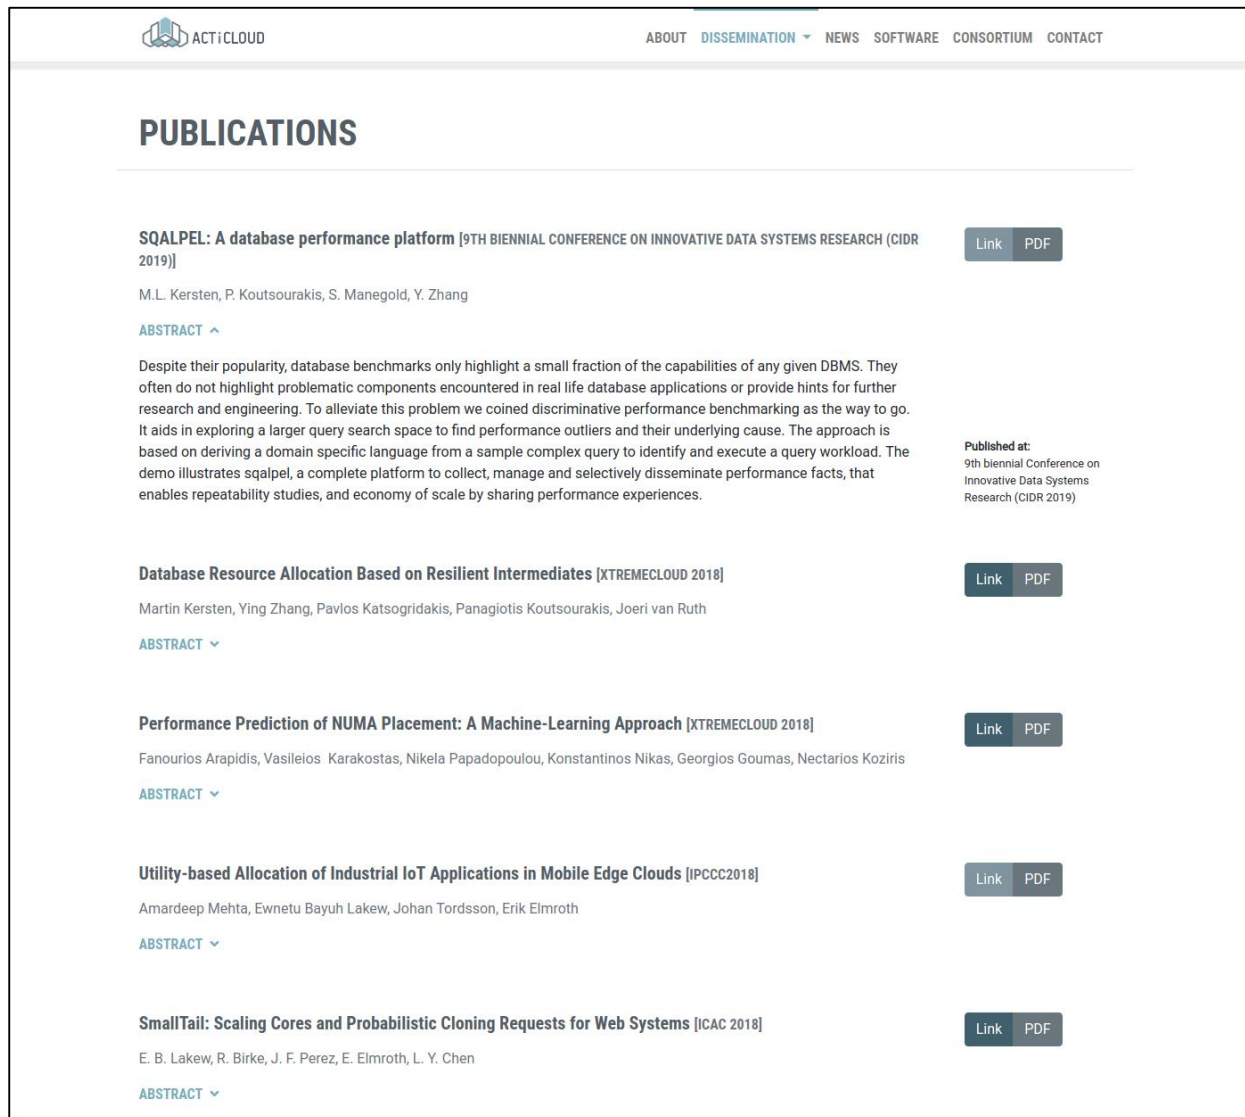 ACTiCLOUD
ABOUT DISSEMINATION NEWS SOFTWARE CONSORTIUM CONTACT
PUBLICATIONS
SQALPEL: A database performance platform [9TH BIENNIAL CONFERENCE ON INNOVATIVE DATA SYSTEMS RESEARCH (CIDR
2019)]
Link PDF
M.L. Kersten, P. Koutsourakis, S. Manegold, Y. Zhang
ABSTRACT
Despite their popularity, database benchmarks only highlight a small fraction of the capabilities of any given DBMS. They
often do not highlight problematic components encountered in real life database applications or provide hints for further
research and engineering. To alleviate this problem we coined discriminative performance benchmarking as the way to go.
It aids in exploring a larger query search space to find performance outliers and their underlying cause. The approach is
based on deriving a domain specific language from a sample complex query to identify and execute a query workload. The
demo illustrates sqalpel, a complete platform to collect, manage and selectively disseminate performance facts, that
enables repeatability studies, and economy of scale by sharing performance experiences.
Published at:
9th biennial Conference on
Innovative Data Systems
Research (CIDR 2019)
Database Resource Allocation Based on Resilient Intermediates [XTREMECLOUD 2018]
Link PDF
Martin Kersten, Ying Zhang, Pavlos Katsogridakis, Panagiotis Koutsourakis, Joeri van Ruth
ABSTRACT
Performance Prediction of NUMA Placement: A Machine-Learning Approach [XTREMECLOUD 2018]
Link PDF
Fanourios Arapidis, Vasileios Karakostas, Nikela Papadopoulou, Konstantinos Nikas, Georgios Goumas, Nectarios Koziris
ABSTRACT
Utility-based Allocation of Industrial IoT Applications in Mobile Edge Clouds [IPCCC2018]
Link PDF
Amardeep Mehta, Ewnetu Bayuh Lakew, Johan Tordsson, Erik Elmroth
ABSTRACT
SmallTail: Scaling Cores and Probabilistic Cloning Requests for Web Systems [ICAC 2018]
Link PDF
E. B. Lakew, R. Birke, J. F. Perez, E. Elmroth, L. Y. Chen
ABSTRACT